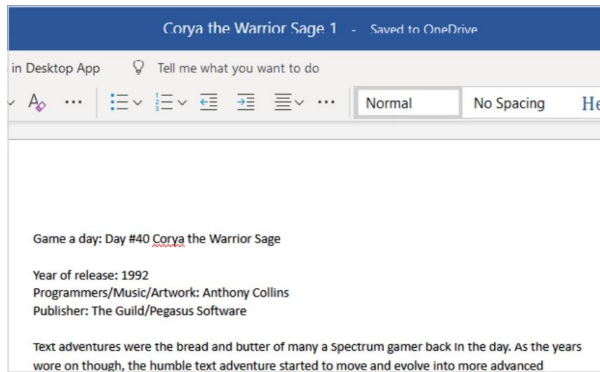 Corya the Warrior Sage 1 - Saved to OneDrive
in Desktop App Tell me what you want to do
Normal No Spacing He
Game a day: Day #40 Corya the Warrior Sage
Year of release: 1992
Programmers/Music/Artwork: Anthony Collins
Publisher: The Guild/Pegasus Software
Text adventures were the bread and butter of many a Spectrum gamer back in the day. As the years
wore on though, the humble text adventure started to move and evolve into more advanced